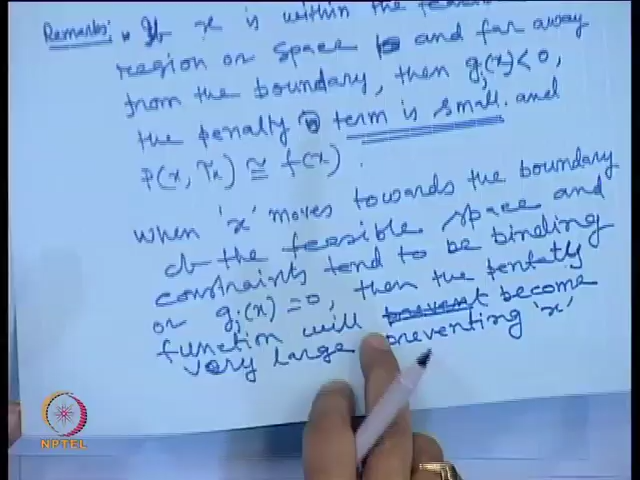 Remarks: If x is within the
region or space and far away
from the boundary, then gj(x) < 0,
the penalty term is small and
P(x, rk) ≅ f(x).
When 'x' moves towards the boundary
of the feasible space and
constraints tend to be binding
or gj(x) = 0, then the pentatly
function will become
very large preventing 'x'
NPTEL